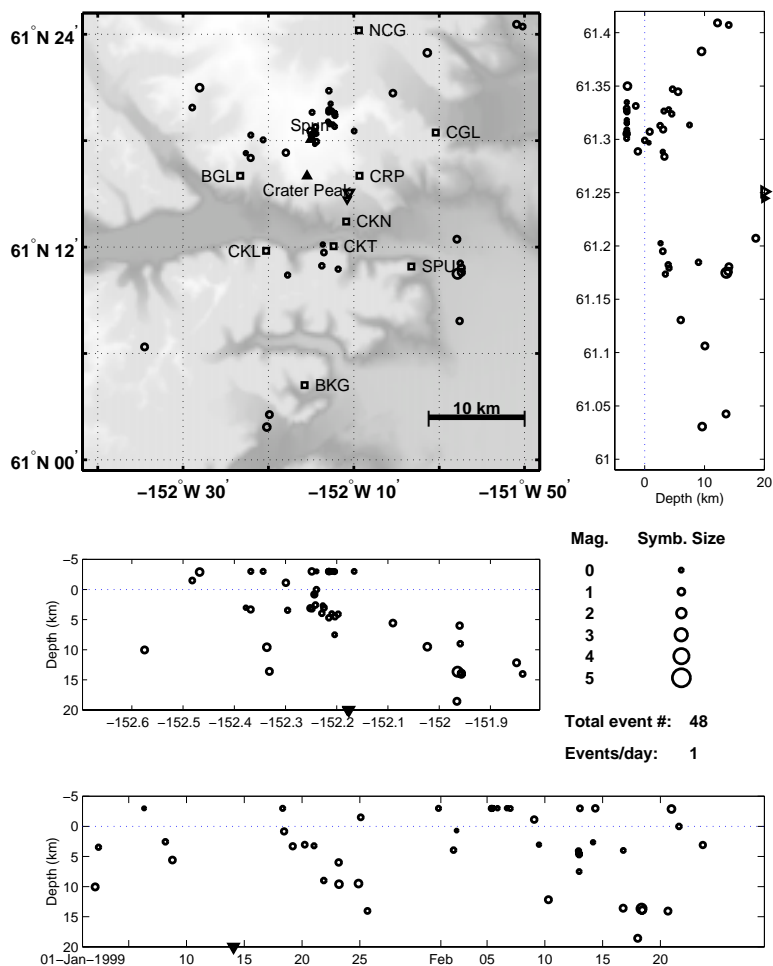 61°N 24'
61°N 12'
61°N 00'
NCG
Spurr
CGL
BGL
CRP
Crater Peak
CKN
CKL
CKT
SPU
BKG
10 km
−152°W 30'
−152°W 10'
−151°W 50'
61.4
61.35
61.3
61.25
61.2
61.15
61.1
61.05
61
0
10
20
Depth (km)
−5
0
5
10
15
20
Depth (km)
−152.6
−152.5
−152.4
−152.3
−152.2
−152.1
−152
−151.9
Mag.
Symb. Size
0
1
2
3
4
5
Total event #: 48
Events/day: 1
−5
0
5
10
15
20
Depth (km)
01−Jan−1999
10
15
20
25
Feb
05
10
15
20